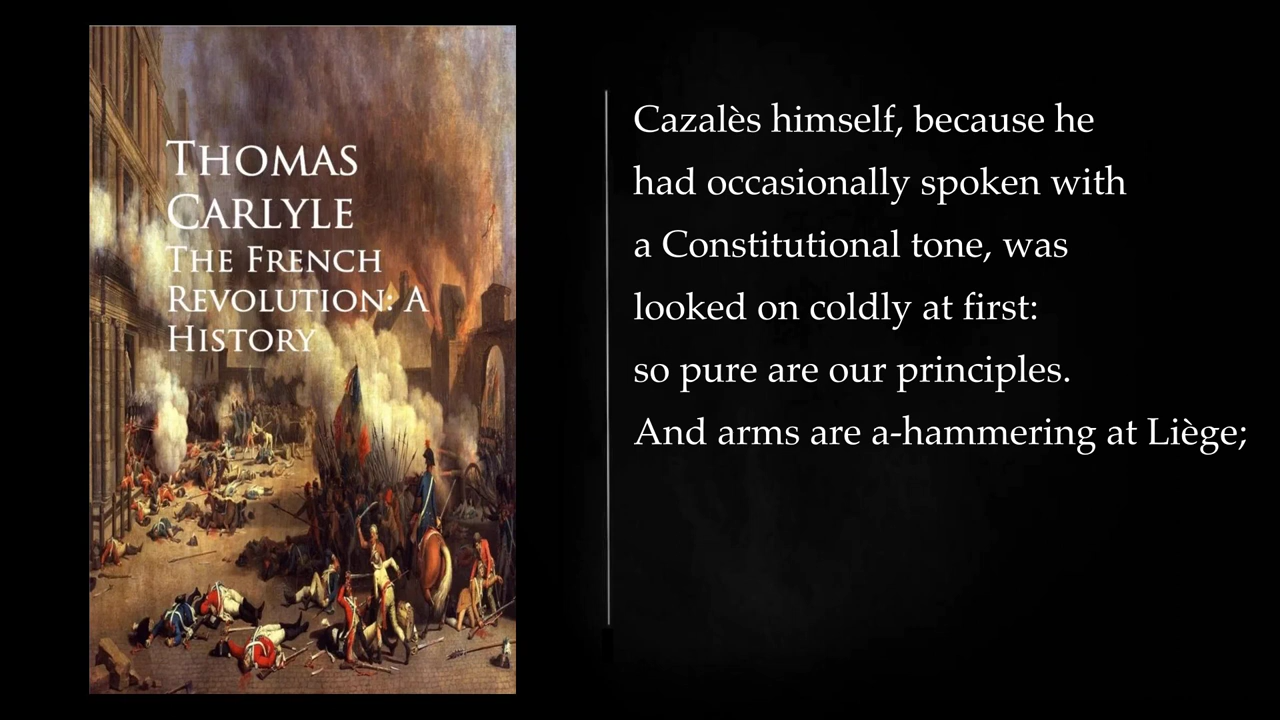 THOMAS
CARLYLE
THE FRENCH
REVOLUTION: A
HISTORY
Cazalès himself, because he
had occasionally spoken with
a Constitutional tone, was
looked on coldly at first:
so pure are our principles.
And arms are a-hammering at Liège;